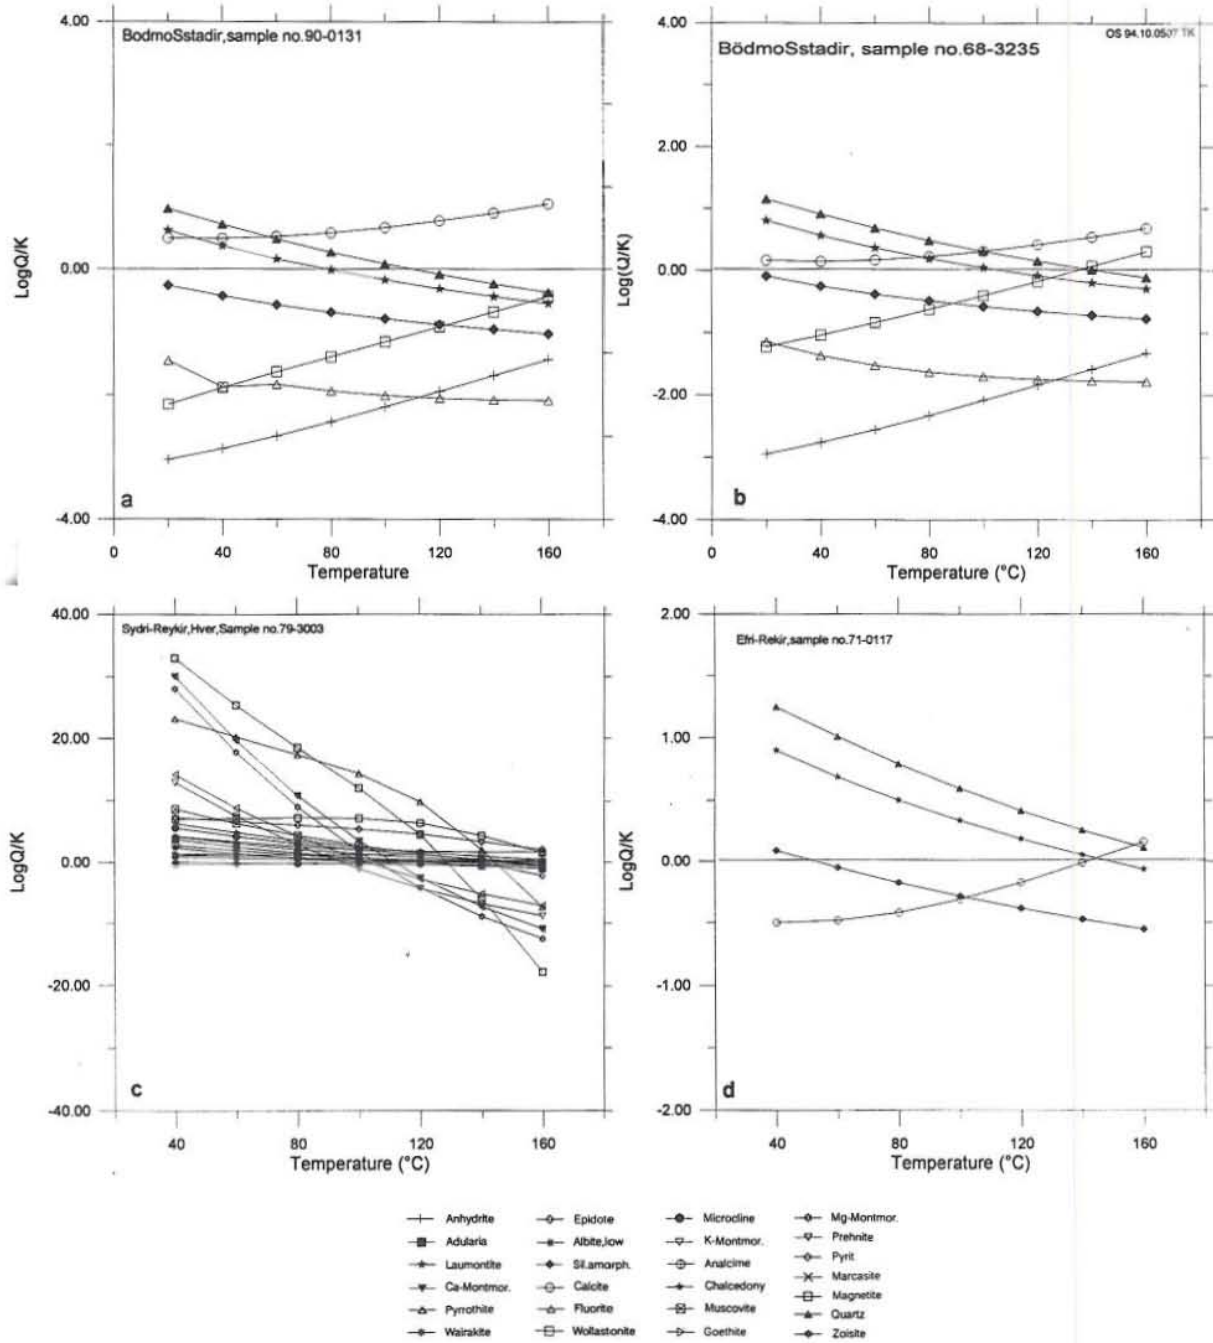 4.00
BodmoSstadir,sample no.90-0131
LogQ/K
0.00
a
-4.00
0 40 80 120 160
Temperature
4.00
OS 94.10.0507 TK
BödmoSstadir, sample no.68-3235
2.00
Log(Q/K)
0.00
-2.00
b
-4.00
0 40 80 120 160
Temperature (°C)
40.00
Sydri-Reykir,Hver,Sample no.79-3003
20.00
LogQ/K
0.00
-20.00
c
-40.00
40 80 120 160
Temperature (°C)
2.00
Efri-Rekir,sample no.71-0117
1.00
LogQ/K
0.00
-1.00
d
-2.00
40 80 120 160
Temperature (°C)
Anhydrite
Adularia
Laumontite
Ca-Montmor.
Pyrrothite
Wairakite
Epidote
Albite,low
Sil.amorph.
Calcite
Fluorite
Wollastonite
Microcline
K-Montmor.
Analcime
Chalcedony
Muscovite
Goethite
Mg-Montmor.
Prehnite
Pyrit
Marcasite
Magnetite
Quartz
Zoisite